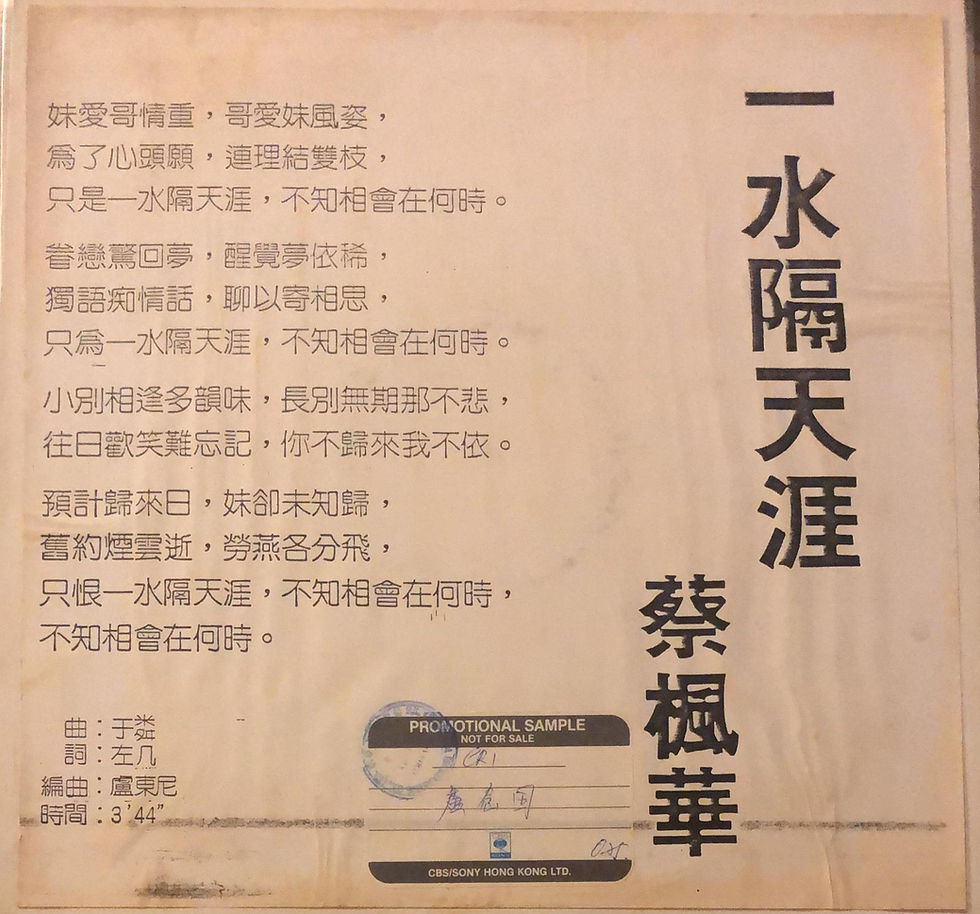 一水隔天涯
蔡楓華
妹愛哥情重，哥愛妹風姿，
為了心頭願，連理結雙枝，
只是一水隔天涯，不知相會在何時。
眷戀驚回夢，醒覺夢依稀，
獨語痴情話，聊以寄相思，
只為一水隔天涯，不知相會在何時。
小別相逢多韻味，長別無期那不悲，
往日歡笑難忘記，你不歸來我不依。
預計歸來日，妹卻未知歸，
舊約煙雲逝，勞燕各分飛，
只恨一水隔天涯，不知相會在何時，
不知相會在何時。
曲：于粦
詞：左几
編曲：盧東尼
時間：3'44"
PROMOTIONAL SAMPLE
NOT FOR SALE
CBS/SONY HONG KONG LTD.